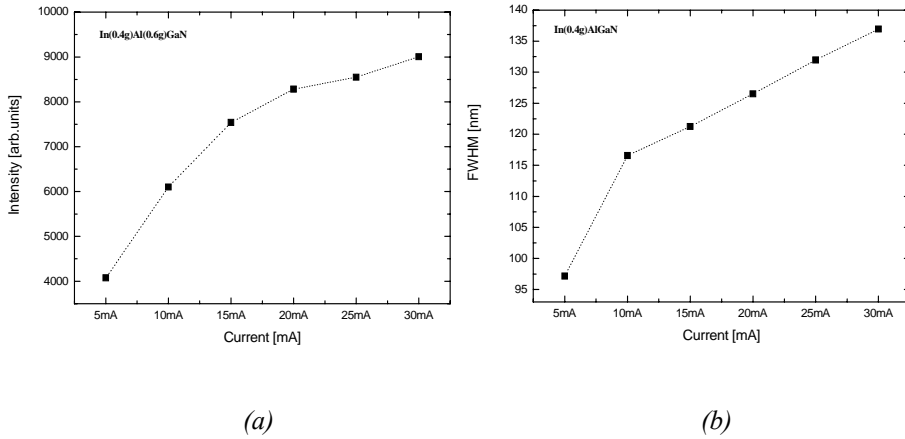 In(0.4g)Al(0.6g)GaN
10000
9000
8000
7000
6000
5000
4000
Intensity [arb.units]
5mA 10mA 15mA 20mA 25mA 30mA
Current [mA]
(a)
In(0.4g)AlGaN
140
135
130
125
120
115
110
105
100
95
FWHM [nm]
5mA 10mA 15mA 20mA 25mA 30mA
Current [mA]
(b)